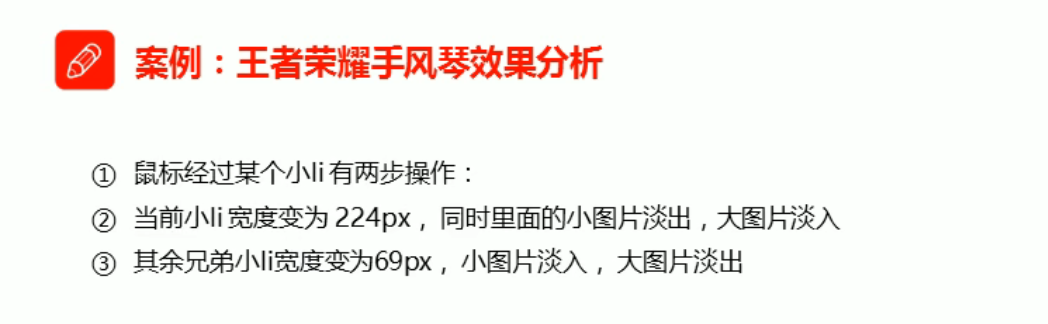 案例：王者荣耀手风琴效果分析
① 鼠标经过某个小li 有两步操作：
② 当前小li 宽度变为 224px， 同时里面的小图片淡出，大图片淡入
③ 其余兄弟小li宽度变为69px， 小图片淡入， 大图片淡出